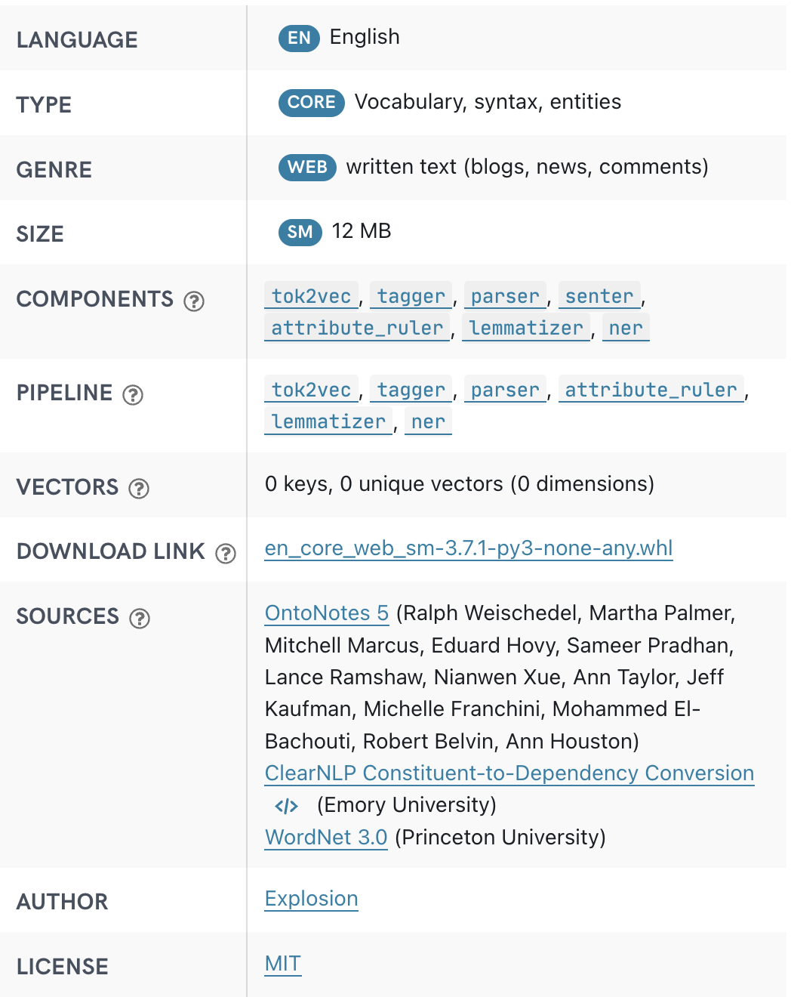 LANGUAGE EN English
TYPE CORE Vocabulary, syntax, entities
GENRE WEB written text (blogs, news, comments)
SIZE SM 12 MB
COMPONENTS ? tok2vec, tagger, parser, senter,
attribute_ruler, lemmatizer, ner
PIPELINE ? tok2vec, tagger, parser, attribute_ruler,
lemmatizer, ner
VECTORS ? 0 keys, 0 unique vectors (0 dimensions)
DOWNLOAD LINK ? en_core_web_sm-3.7.1-py3-none-any.whl
SOURCES ? OntoNotes 5 (Ralph Weischedel, Martha Palmer,
Mitchell Marcus, Eduard Hovy, Sameer Pradhan,
Lance Ramshaw, Nianwen Xue, Ann Taylor, Jeff
Kaufman, Michelle Franchini, Mohammed El-
Bachouti, Robert Belvin, Ann Houston)
ClearNLP Constituent-to-Dependency Conversion
</> (Emory University)
WordNet 3.0 (Princeton University)
AUTHOR Explosion
LICENSE MIT